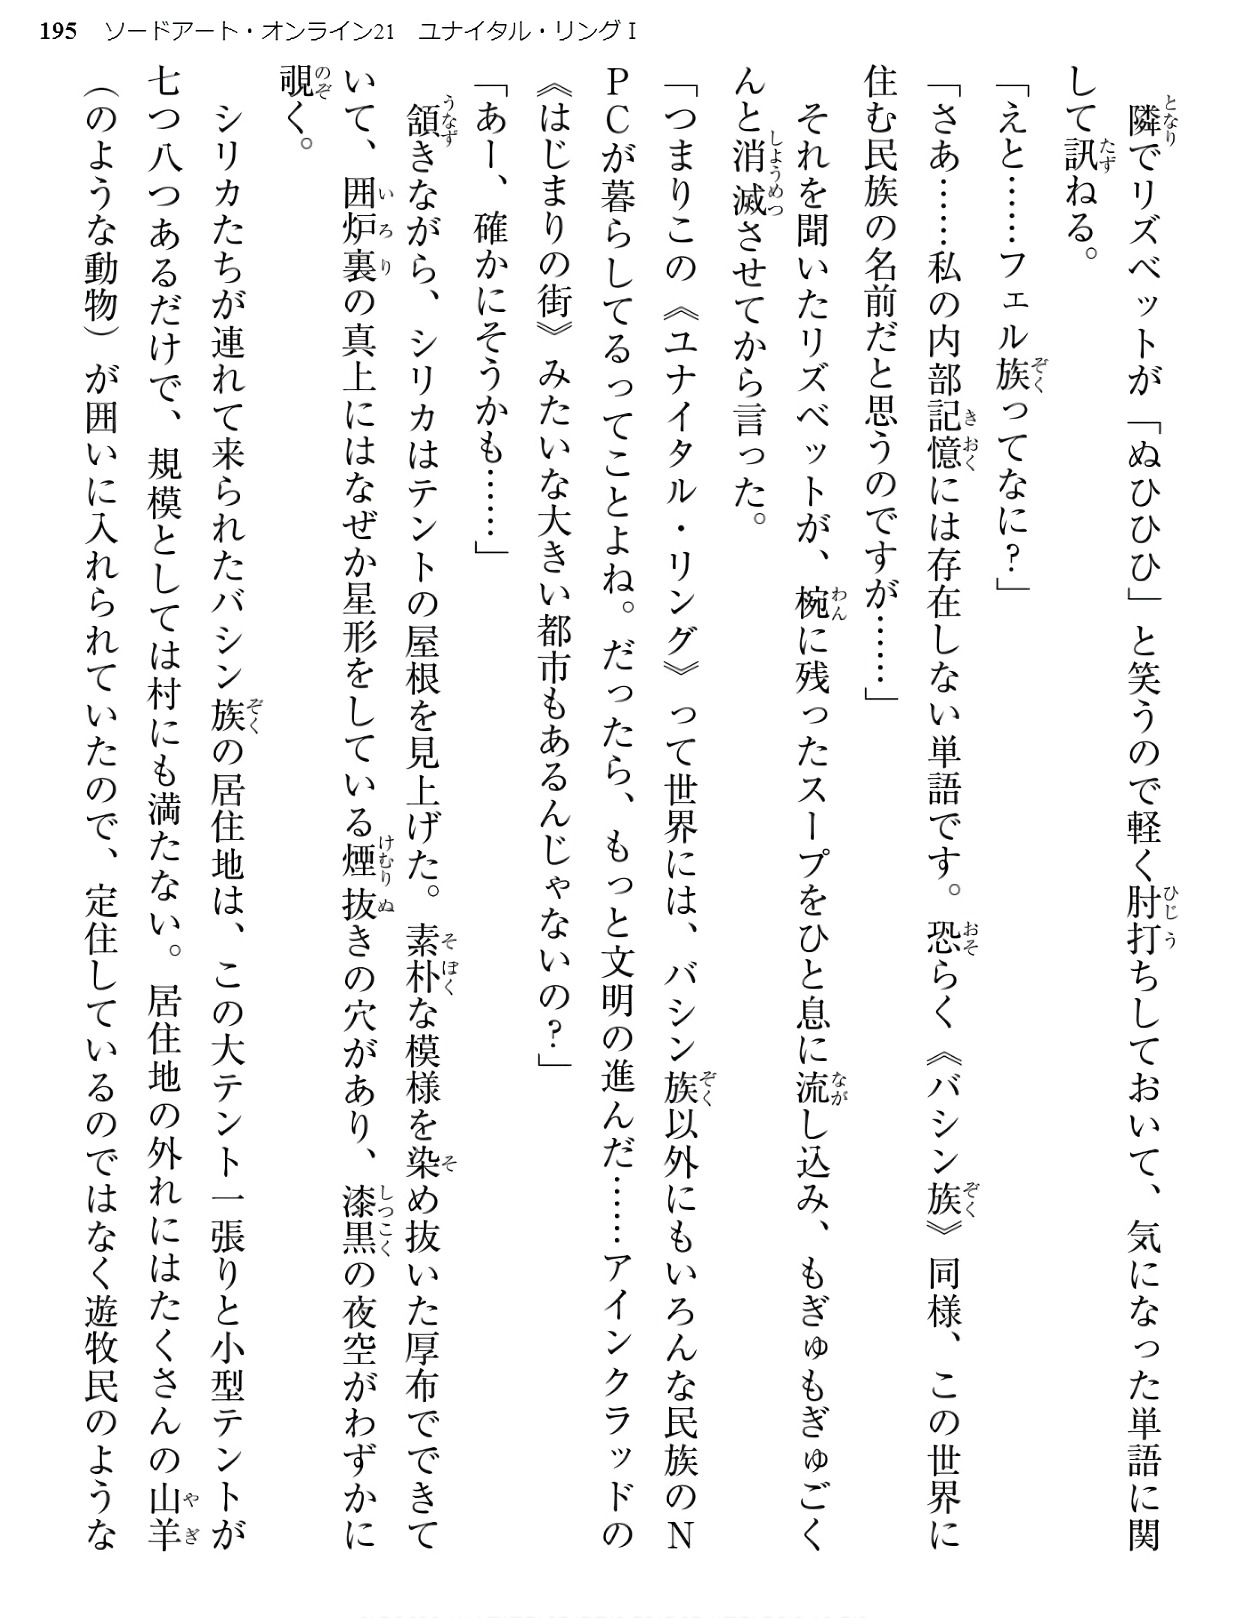 195 ソードアート・オンライン21 ユナイタル・リングⅠ
隣でリズベットが「ぬひひひ」と笑うので軽く肘打ちしておいて、気になった単語に関
して訊ねる。
「えと……フェル族ってなに？」
「さあ……私の内部記憶には存在しない単語です。恐らく《バシン族》同様、この世界に
住む民族の名前だと思うのですが……」
それを聞いたリズベットが、椀に残ったスープをひと息に流し込み、もぎゅもぎゅごく
んと消滅させてから言った。
「つまりこの《ユナイタル・リング》って世界には、バシン族以外にもいろんな民族のN
PCが暮らしてるってことよね。だったら、もっと文明の進んだ……アインクラッドの
《はじまりの街》みたいな大きい都市もあるんじゃないの？」
「あー、確かにそうかも……」
頷きながら、シリカはテントの屋根を見上げた。素朴な模様を染め抜いた厚布でできて
いて、囲炉裏の真上にはなぜか星形をしている煙抜きの穴があり、漆黒の夜空がわずかに
覗く。
シリカたちが連れて来られたバシン族の居住地は、この大テント一張りと小型テントが
七つ八つあるだけで、規模としては村にも満たない。居住地の外れにはたくさんの山羊
（のような動物）が囲いに入れられていたので、定住しているのではなく遊牧民のような